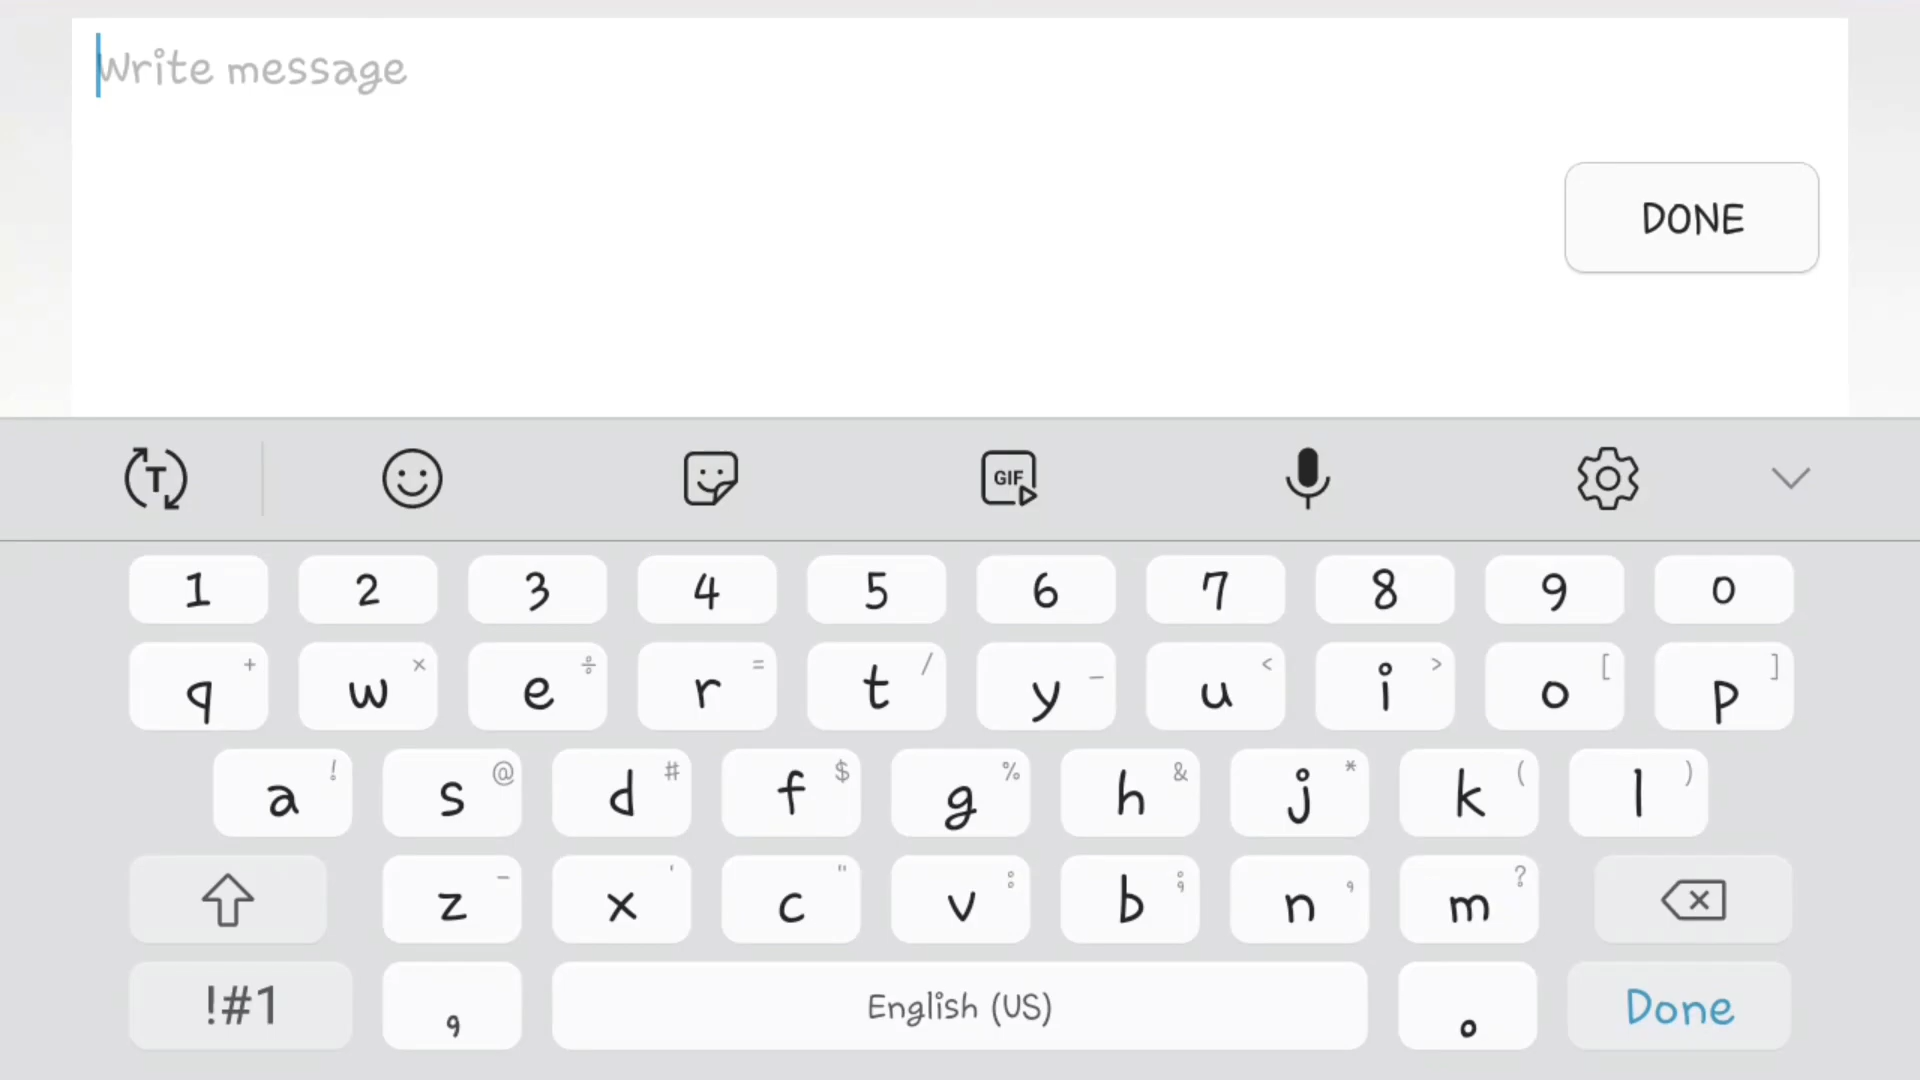 Write message
DONE
T
GIF
1 2 3 4 5 6 7 8 9 0
q + w × e ÷ r = t / y _ u < i > o [ p ]
a ! s @ d # f $ g % h & j * k ( l )
z - x ' c " v : b ; n , m ?
!#1 , English (US) . Done